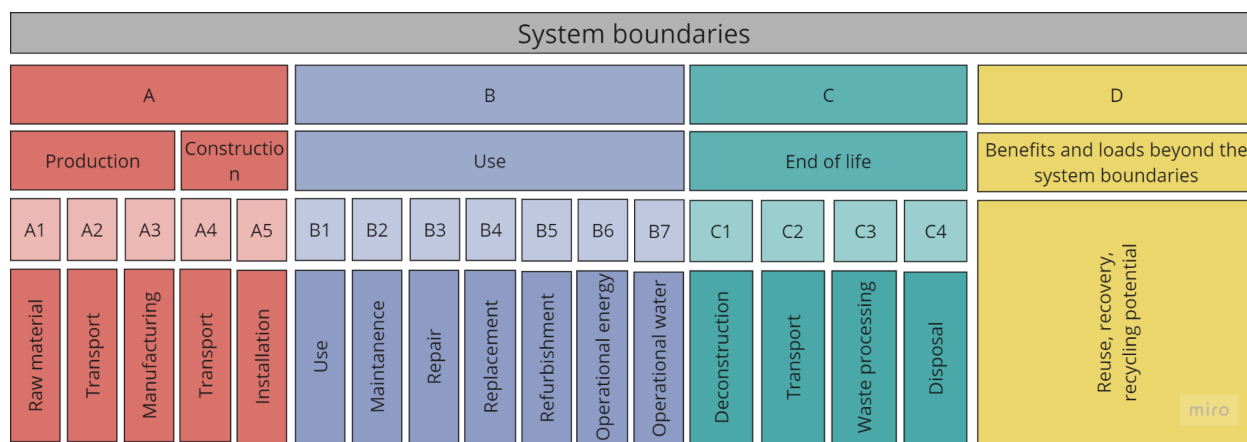 System boundaries
A
B
C
D
Production
Constructio
n
Use
End of life
Benefits and loads beyond the
system boundaries
A1
A2
A3
A4
A5
B1
B2
B3
B4
B5
B6
B7
C1
C2
C3
C4
Raw material
Transport
Manufacturing
Transport
Installation
Use
Maintanence
Repair
Replacement
Refurbishment
Operational energy
Operational water
Deconstruction
Transport
Waste processing
Disposal
Reuse, recovery,
recycling potential
miro